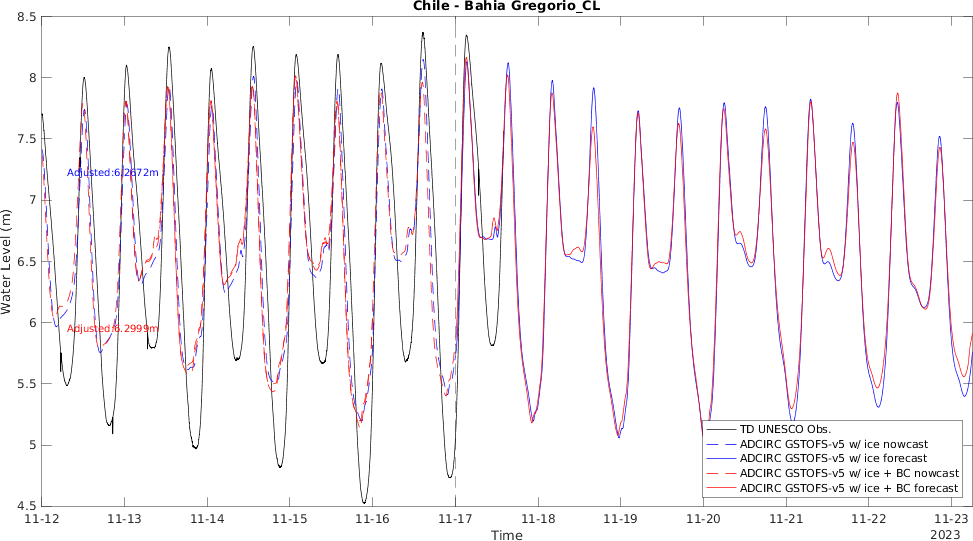 Chile - Bahia Gregorio_CL
8.5
8
7.5
7
6.5
6
5.5
5
4.5
Water Level (m)
Adjusted:6.2672m
Adjusted:6.2999m
TD UNESCO Obs.
ADCIRC GSTOFS-v5 w/ ice nowcast
ADCIRC GSTOFS-v5 w/ ice forecast
ADCIRC GSTOFS-v5 w/ ice + BC nowcast
ADCIRC GSTOFS-v5 w/ ice + BC forecast
11-12 11-13 11-14 11-15 11-16 11-17 11-18 11-19 11-20 11-21 11-22 11-23
Time
2023